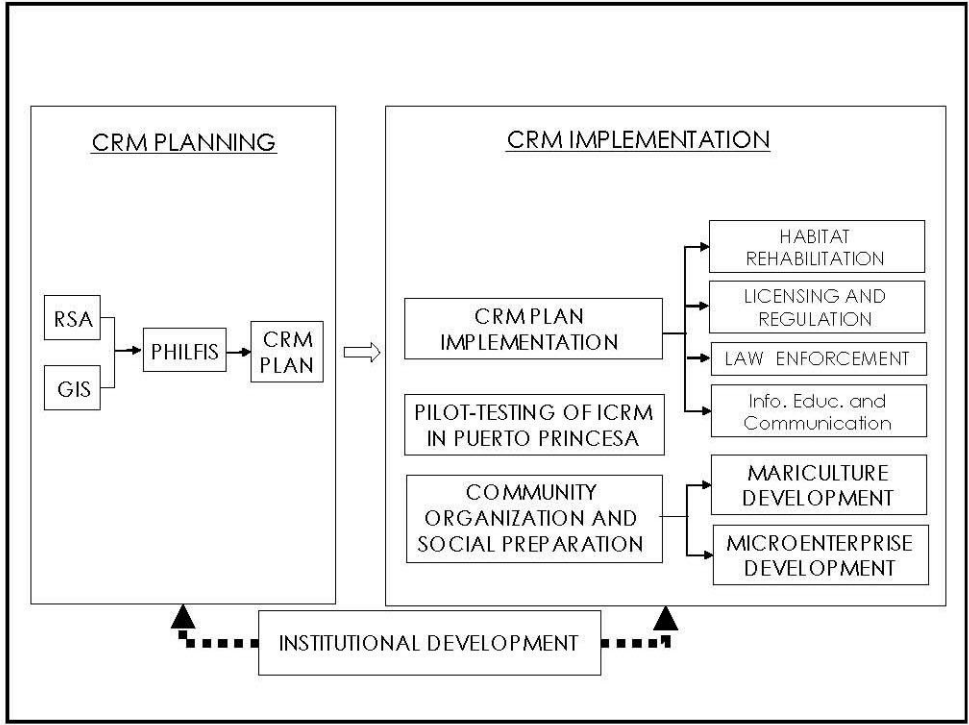 CRM PLANNING
RSA
GIS
PHILFIS
CRM
PLAN
CRM IMPLEMENTATION
CRM PLAN
IMPLEMENTATION
HABITAT
REHABILITATION
LICENSING AND
REGULATION
LAW ENFORCEMENT
Info. Educ. and
Communication
PILOT-TESTING OF ICRM
IN PUERTO PRINCESA
COMMUNITY
ORGANIZATION AND
SOCIAL PREPARATION
MARICULTURE
DEVELOPMENT
MICROENTERPRISE
DEVELOPMENT
INSTITUTIONAL DEVELOPMENT